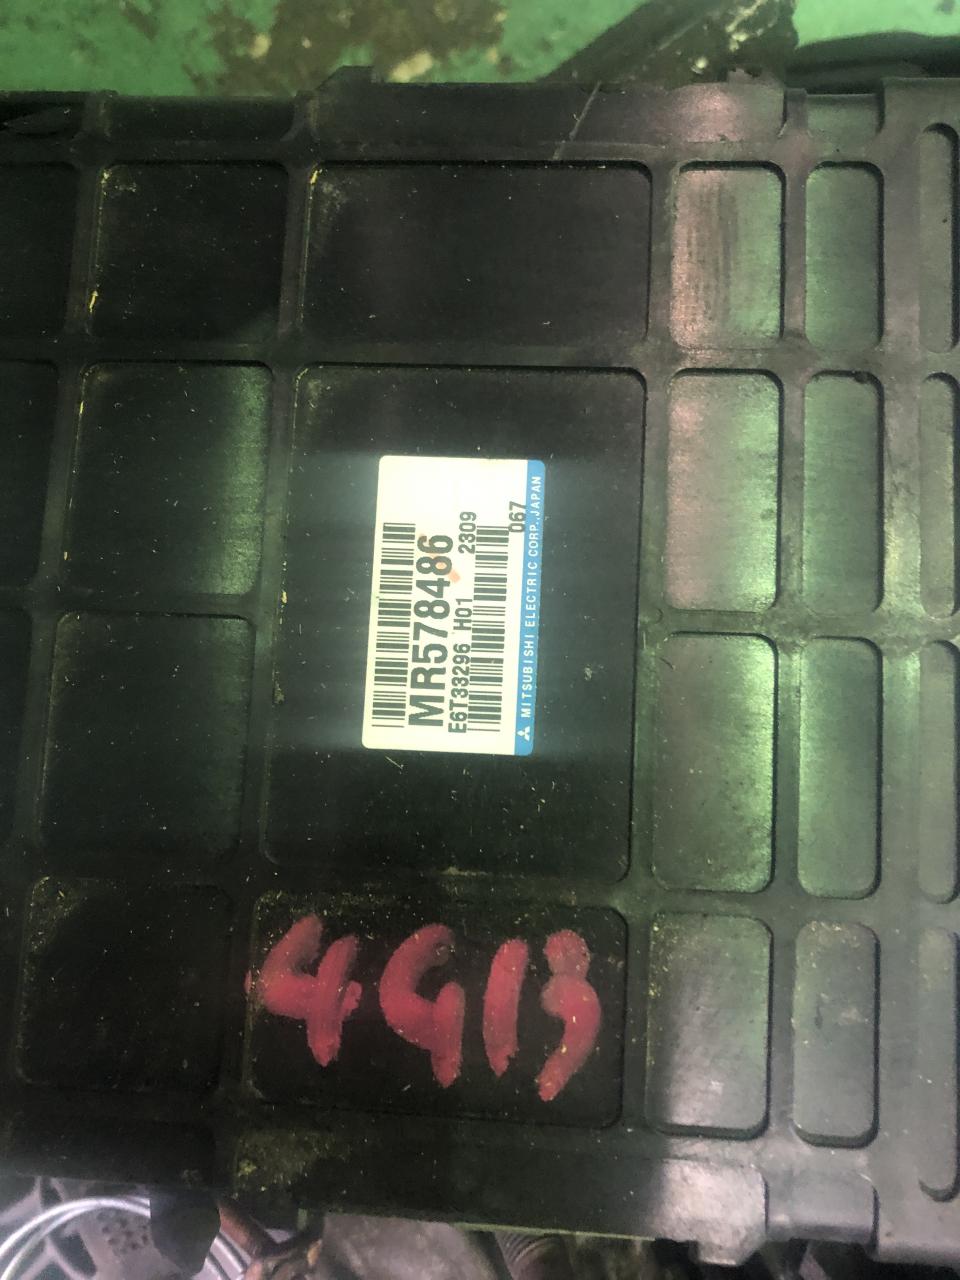 MR578486
E6T33296 H01 2309
067
MITSUBISHI ELECTRIC CORP. JAPAN
4G13